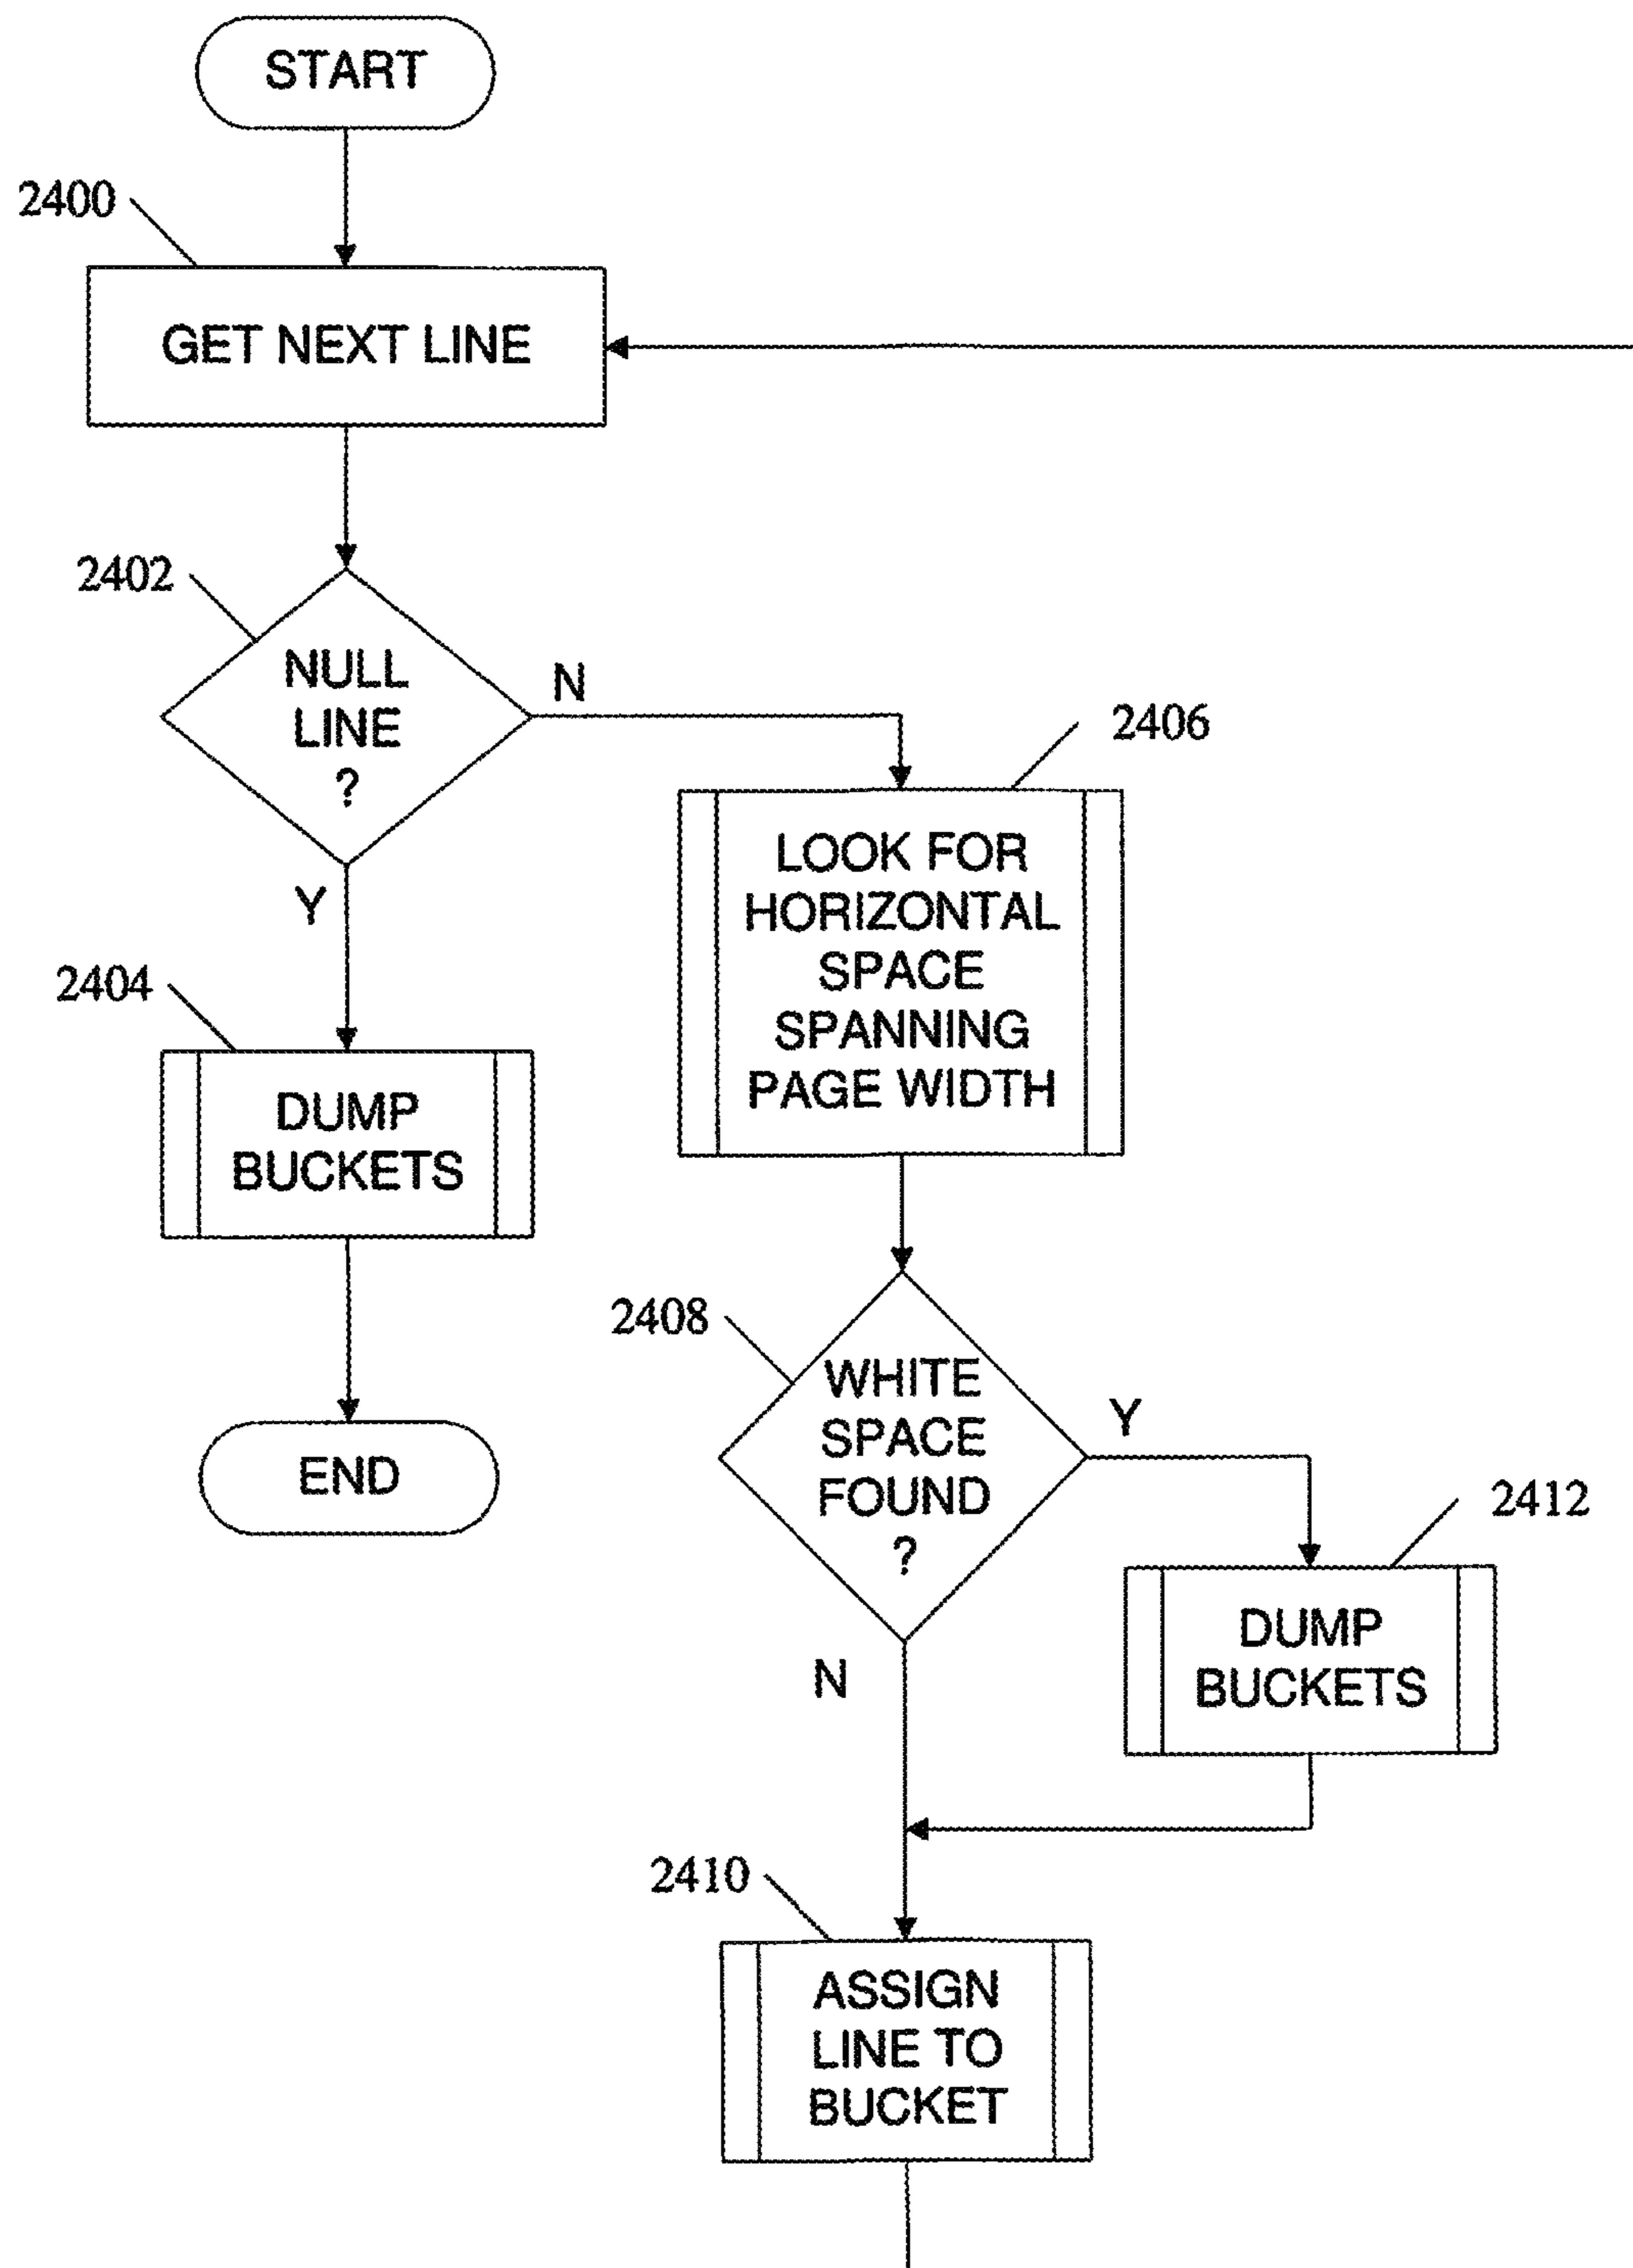 START
2400
GET NEXT LINE
2402
NULL
LINE
?
N
Y
2404
DUMP
BUCKETS
END
2406
LOOK FOR
HORIZONTAL
SPACE
SPANNING
PAGE WIDTH
2408
WHITE
SPACE
FOUND
?
Y
N
2412
DUMP
BUCKETS
2410
ASSIGN
LINE TO
BUCKET